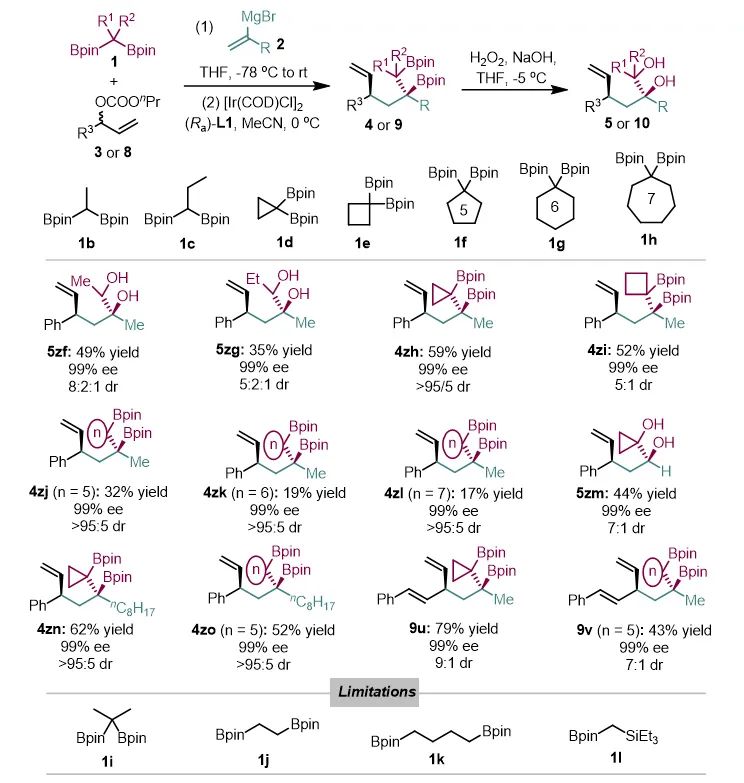 R¹ R²
Bpin Bpin
1
+
OCOOⁿPr
R³
3 or 8
(1)
MgBr
R 2
THF, -78 ºC to rt
(2) [Ir(COD)Cl]₂
(Rₐ)-L1, MeCN, 0 ºC
R² Bpin
R¹
Bpin
R³ R
4 or 9
H₂O₂, NaOH,
THF, -5 ºC
R² OH
R¹
OH
R³ R
5 or 10
Bpin Bpin
1b
Bpin Bpin
1c
Bpin
Bpin
1d
Bpin
Bpin
1e
Bpin Bpin
5
1f
Bpin Bpin
6
1g
Bpin Bpin
7
1h
Me OH
OH
Ph Me
5zf: 49% yield
99% ee
8:2:1 dr
Et OH
OH
Ph Me
5zg: 35% yield
99% ee
5:2:1 dr
Bpin
Bpin
Ph Me
4zh: 59% yield
99% ee
>95/5 dr
Bpin
Bpin
Ph Me
4zi: 52% yield
99% ee
5:1 dr
Bpin
n Bpin
Ph Me
4zj (n = 5): 32% yield
99% ee
>95:5 dr
Bpin
n Bpin
Ph Me
4zk (n = 6): 19% yield
99% ee
>95:5 dr
Bpin
n Bpin
Ph Me
4zl (n = 7): 17% yield
99% ee
>95:5 dr
OH
OH
Ph H
5zm: 44% yield
99% ee
7:1 dr
Bpin
Bpin
Ph ⁿC₈H₁₇
4zn: 62% yield
99% ee
>95:5 dr
Bpin
n Bpin
Ph ⁿC₈H₁₇
4zo (n = 5): 52% yield
99% ee
>95:5 dr
Bpin
Bpin
Ph Me
9u: 79% yield
99% ee
9:1 dr
Bpin
n Bpin
Ph Me
9v (n = 5): 43% yield
99% ee
7:1 dr
Limitations
Bpin Bpin
1i
Bpin Bpin
1j
Bpin Bpin
1k
Bpin SiEt₃
1l